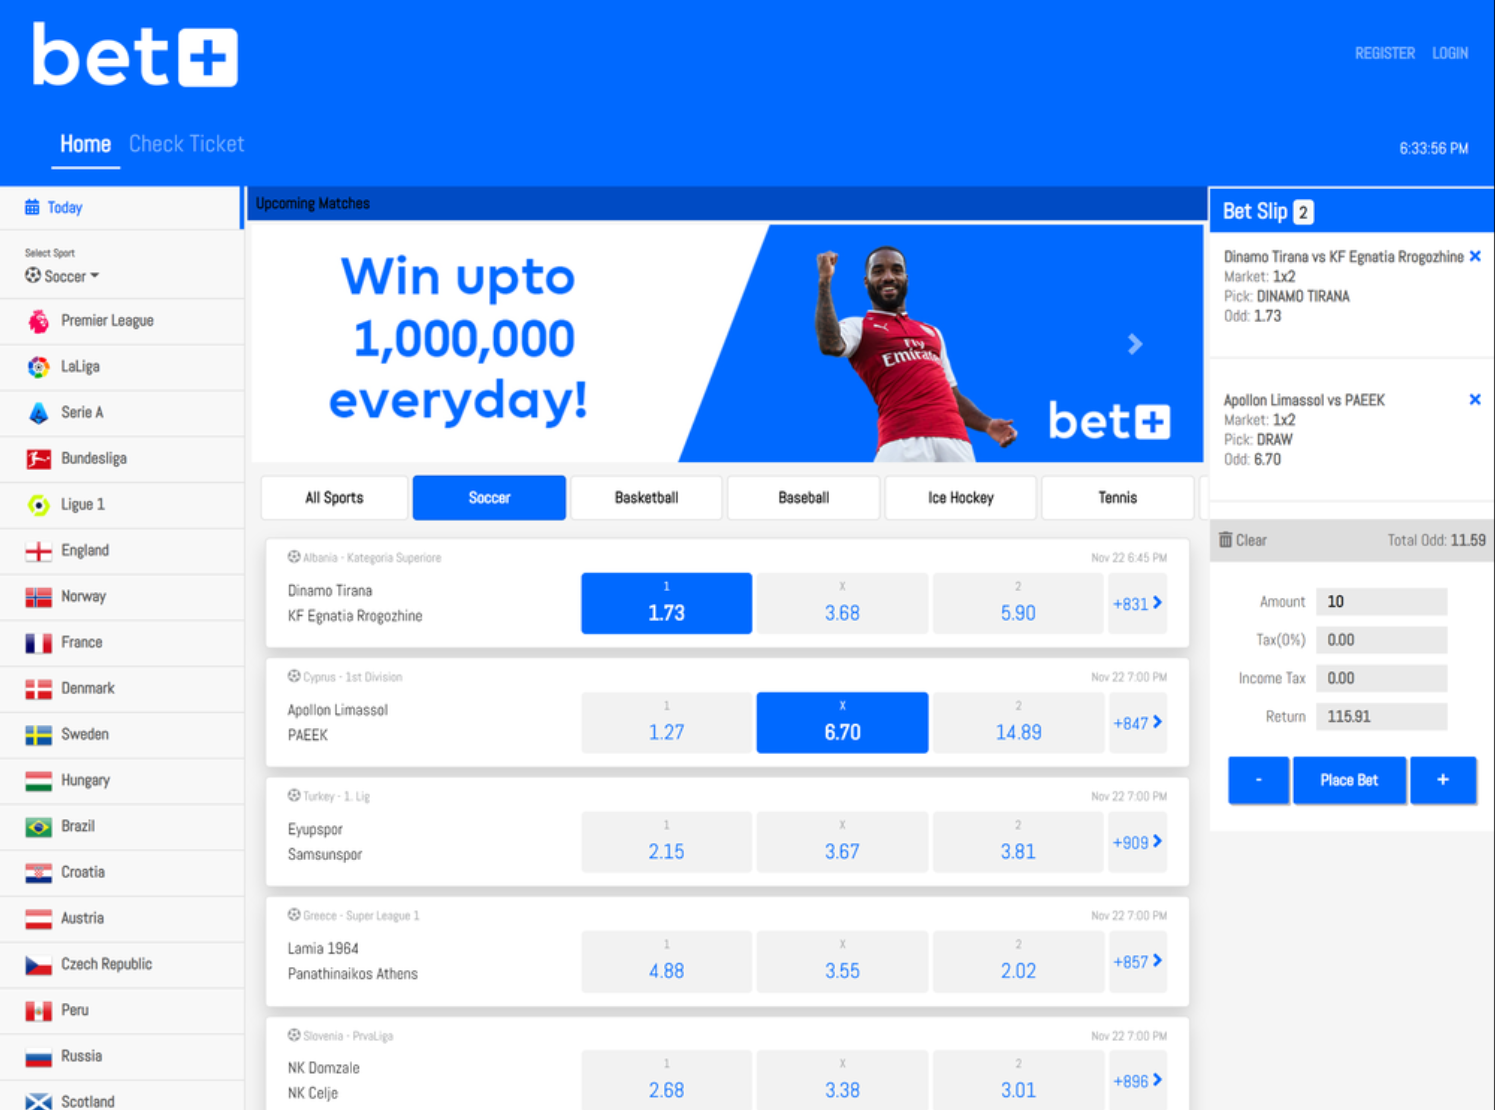 bet+
REGISTER LOGIN
Home Check Ticket
6:33:56 PM
Today
Select Sport
Soccer
Premier League
LaLiga
Serie A
Bundesliga
Ligue 1
England
Norway
France
Denmark
Sweden
Hungary
Brazil
Croatia
Austria
Czech Republic
Peru
Russia
Scotland
Upcoming Matches
Win upto
1,000,000
everyday!
Fly
Emirates
bet+
All Sports Soccer Basketball Baseball Ice Hockey Tennis
Albania - Kategoria Superiore Nov 22 6:45 PM
Dinamo Tirana
KF Egnatia Rrogozhine
1 X 2
1.73 3.68 5.90 +831
Cyprus - 1st Division Nov 22 7:00 PM
Apollon Limassol
PAEEK
1 X 2
1.27 6.70 14.89 +847
Turkey - 1. Lig Nov 22 7:00 PM
Eyupspor
Samsunspor
1 X 2
2.15 3.67 3.81 +909
Greece - Super League 1 Nov 22 7:00 PM
Lamia 1964
Panathinaikos Athens
1 X 2
4.88 3.55 2.02 +857
Slovenia - PrvaLiga Nov 22 7:00 PM
NK Domzale
NK Celje
1 X 2
2.68 3.38 3.01 +896
Bet Slip 2
Dinamo Tirana vs KF Egnatia Rrogozhine
Market: 1x2
Pick: DINAMO TIRANA
Odd: 1.73
Apollon Limassol vs PAEEK
Market: 1x2
Pick: DRAW
Odd: 6.70
Clear Total Odd: 11.59
Amount 10
Tax(0%) 0.00
Income Tax 0.00
Return 115.91
- Place Bet +